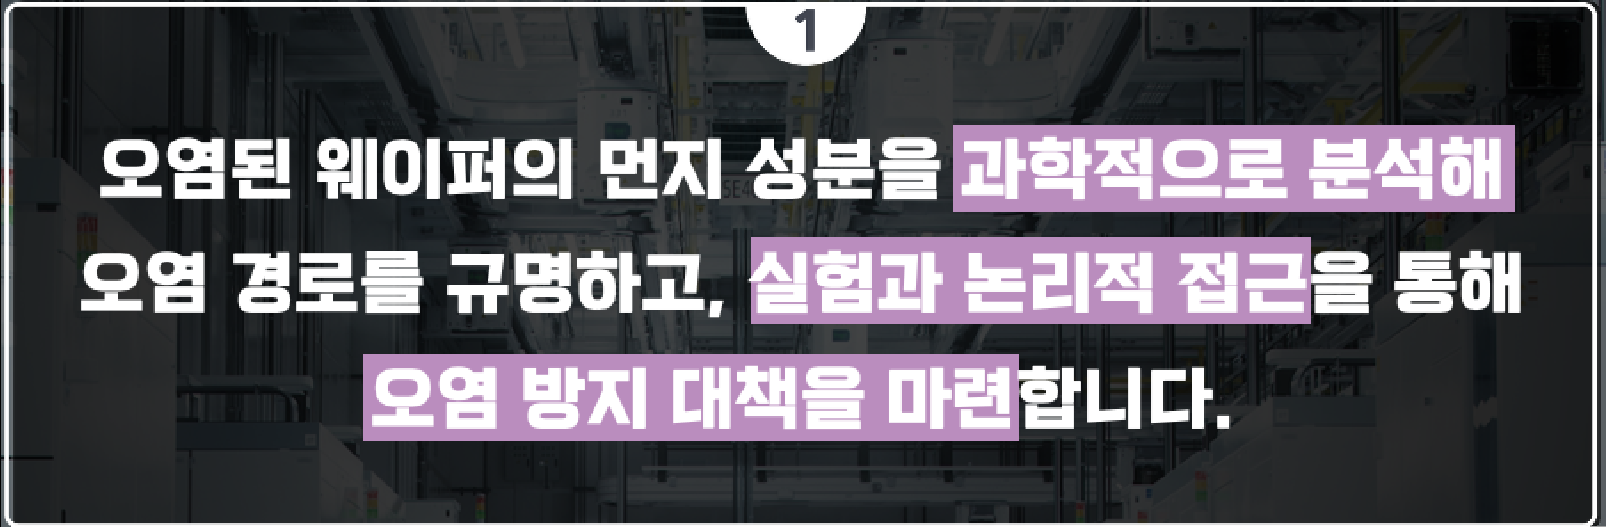 1
오염된 웨이퍼의 먼지 성분을 과학적으로 분석해
오염 경로를 규명하고, 실험과 논리적 접근을 통해
오염 방지 대책을 마련합니다.